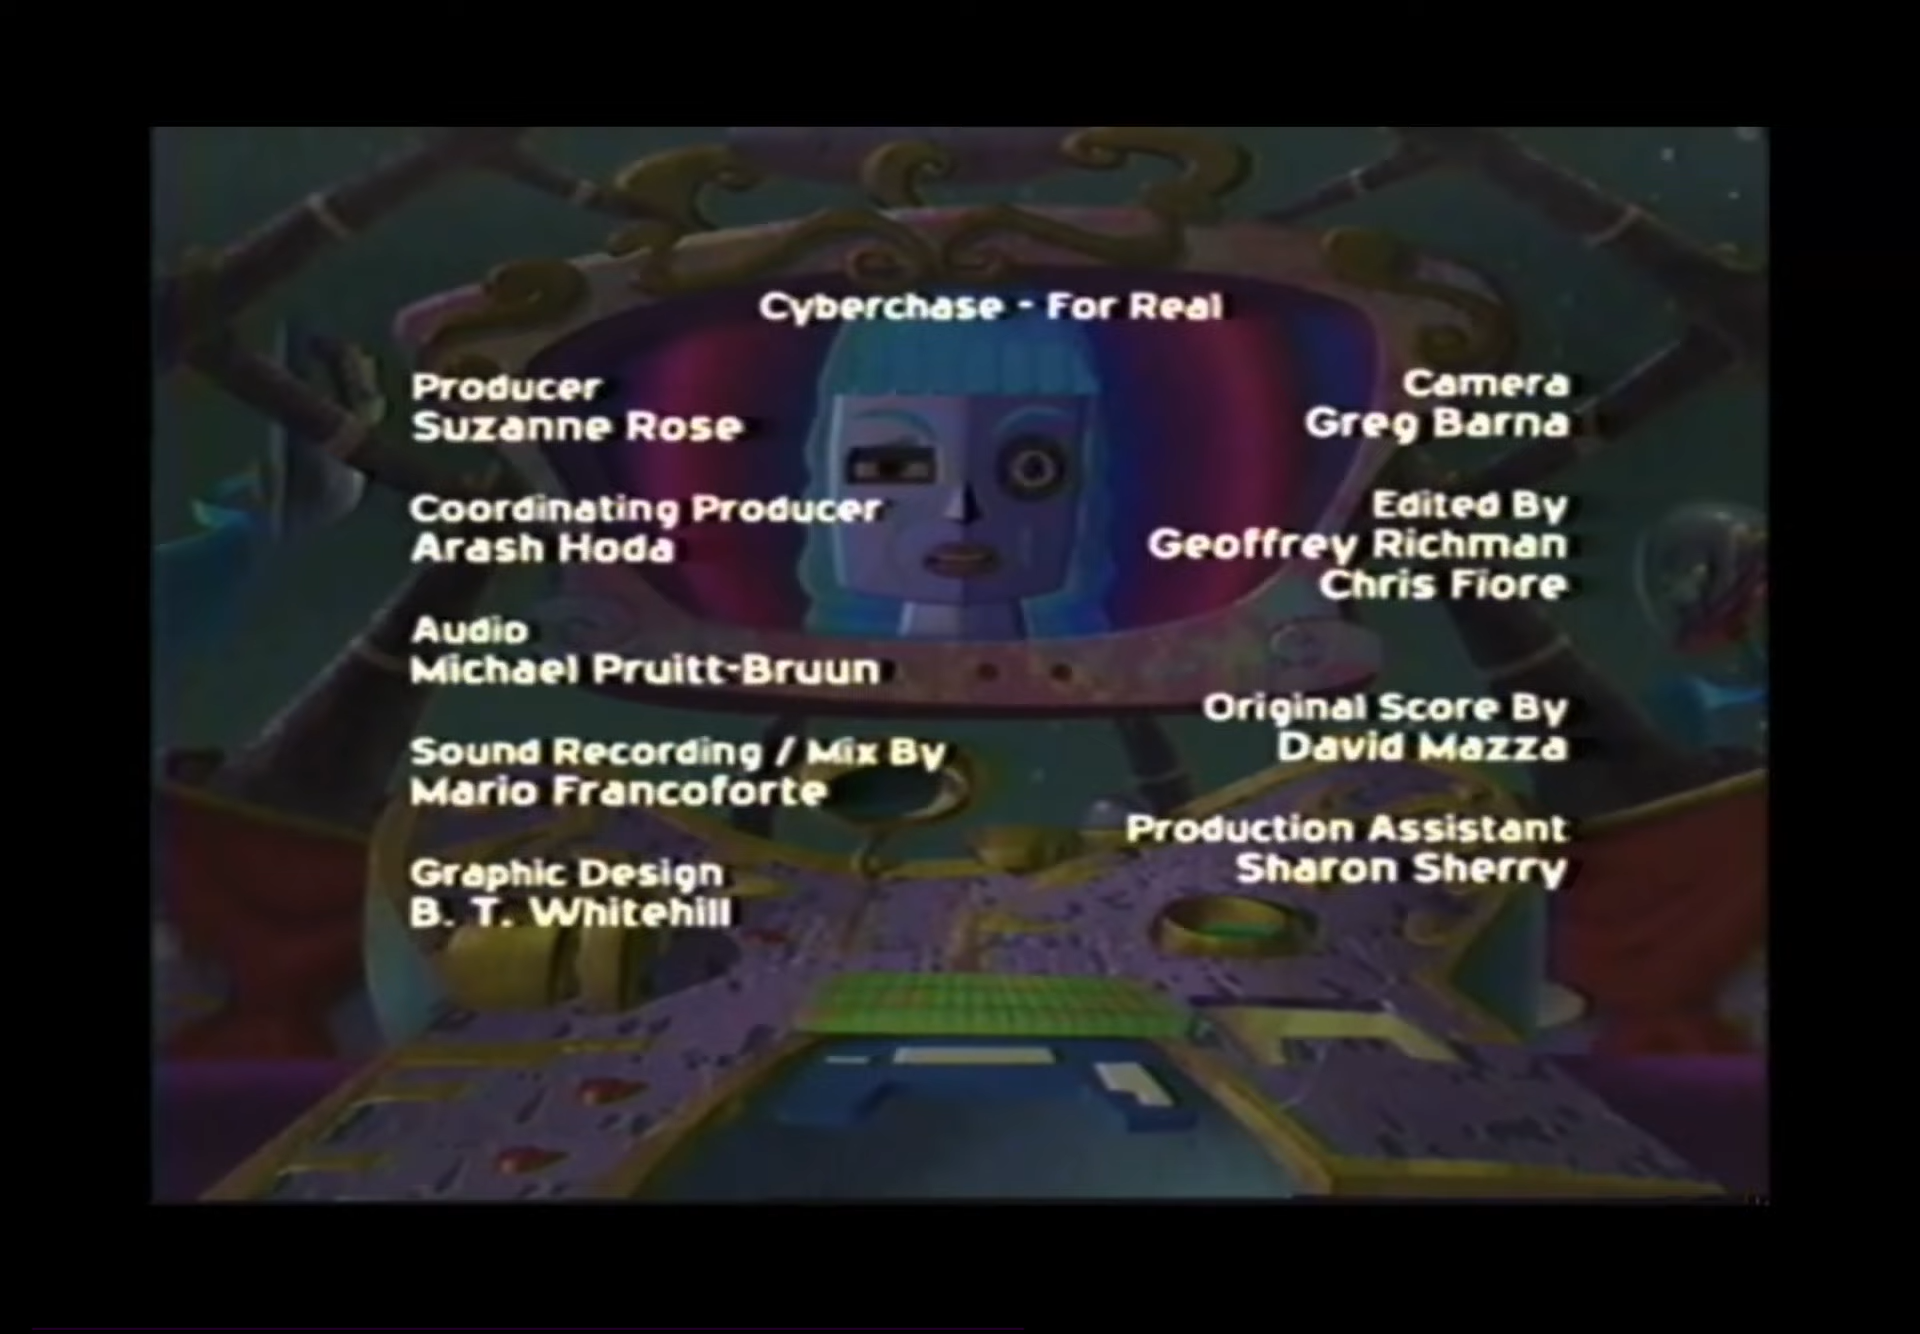 Cyberchase - For Real
Producer
Suzanne Rose
Coordinating Producer
Arash Hoda
Audio
Michael Pruitt-Bruun
Sound Recording / Mix By
Mario Francoforte
Graphic Design
B. T. Whitehill
Camera
Greg Barna
Edited By
Geoffrey Richman
Chris Fiore
Original Score By
David Mazza
Production Assistant
Sharon Sherry